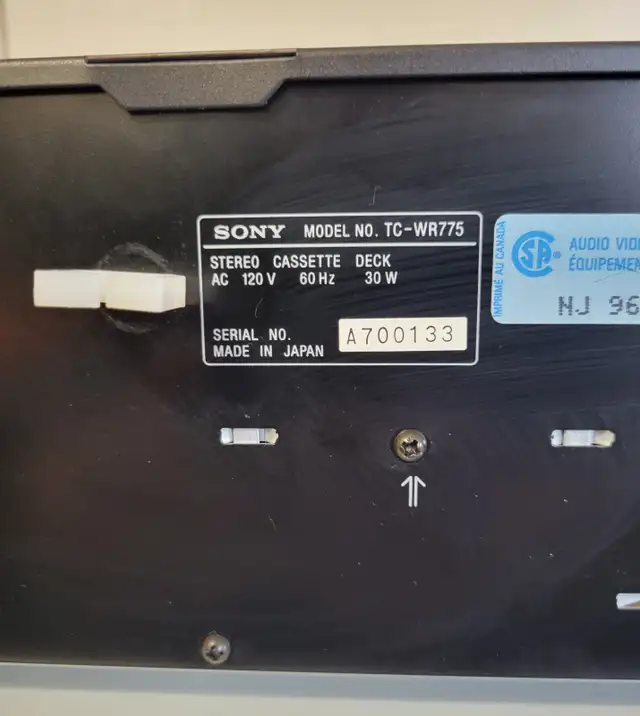 SONY MODEL NO. TC-WR775
STEREO CASSETTE DECK
AC 120 V 60 Hz 30 W
SERIAL NO. A700133
MADE IN JAPAN
IMPRIMÉ AU CANADA
AUDIO
ÉQUIPEMEN
NJ 96